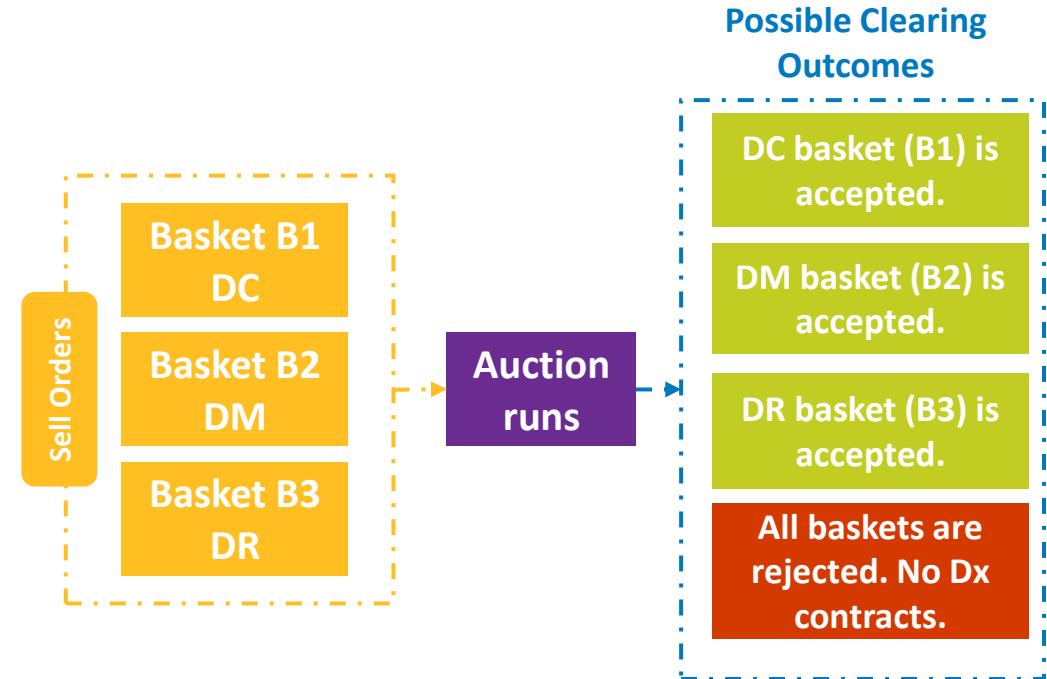 Possible Clearing
Outcomes
Sell Orders
Basket B1
DC
Basket B2
DM
Basket B3
DR
Auction
runs
DC basket (B1) is
accepted.
DM basket (B2) is
accepted.
DR basket (B3) is
accepted.
All baskets are
rejected. No Dx
contracts.